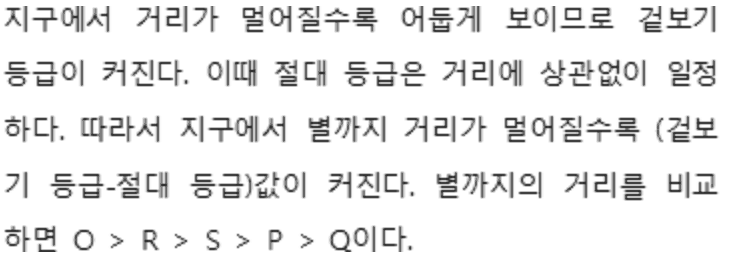 지구에서 거리가 멀어질수록 어둡게 보이므로 겉보기
등급이 커진다. 이때 절대 등급은 거리에 상관없이 일정
하다. 따라서 지구에서 별까지 거리가 멀어질수록 (겉보
기 등급-절대 등급)값이 커진다. 별까지의 거리를 비교
하면 O > R > S > P > Q이다.